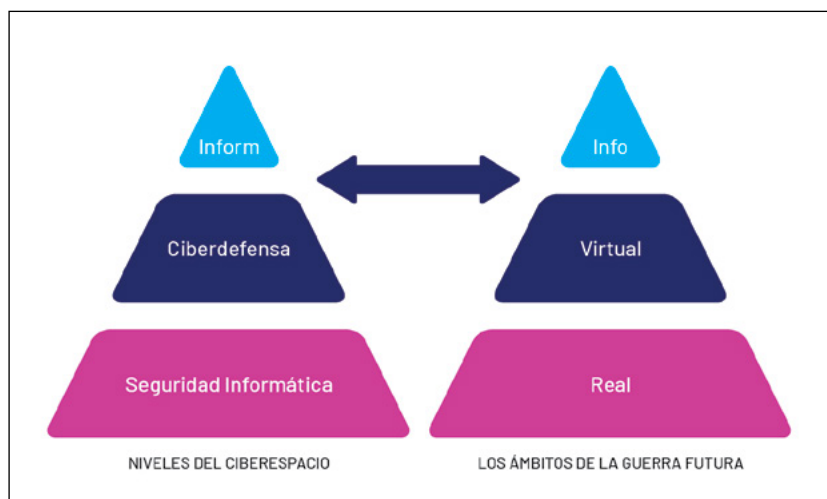 Inform
Info
Ciberdefensa
Virtual
Seguridad Informática
Real
NIVELES DEL CIBERESPACIO
LOS ÁMBITOS DE LA GUERRA FUTURA